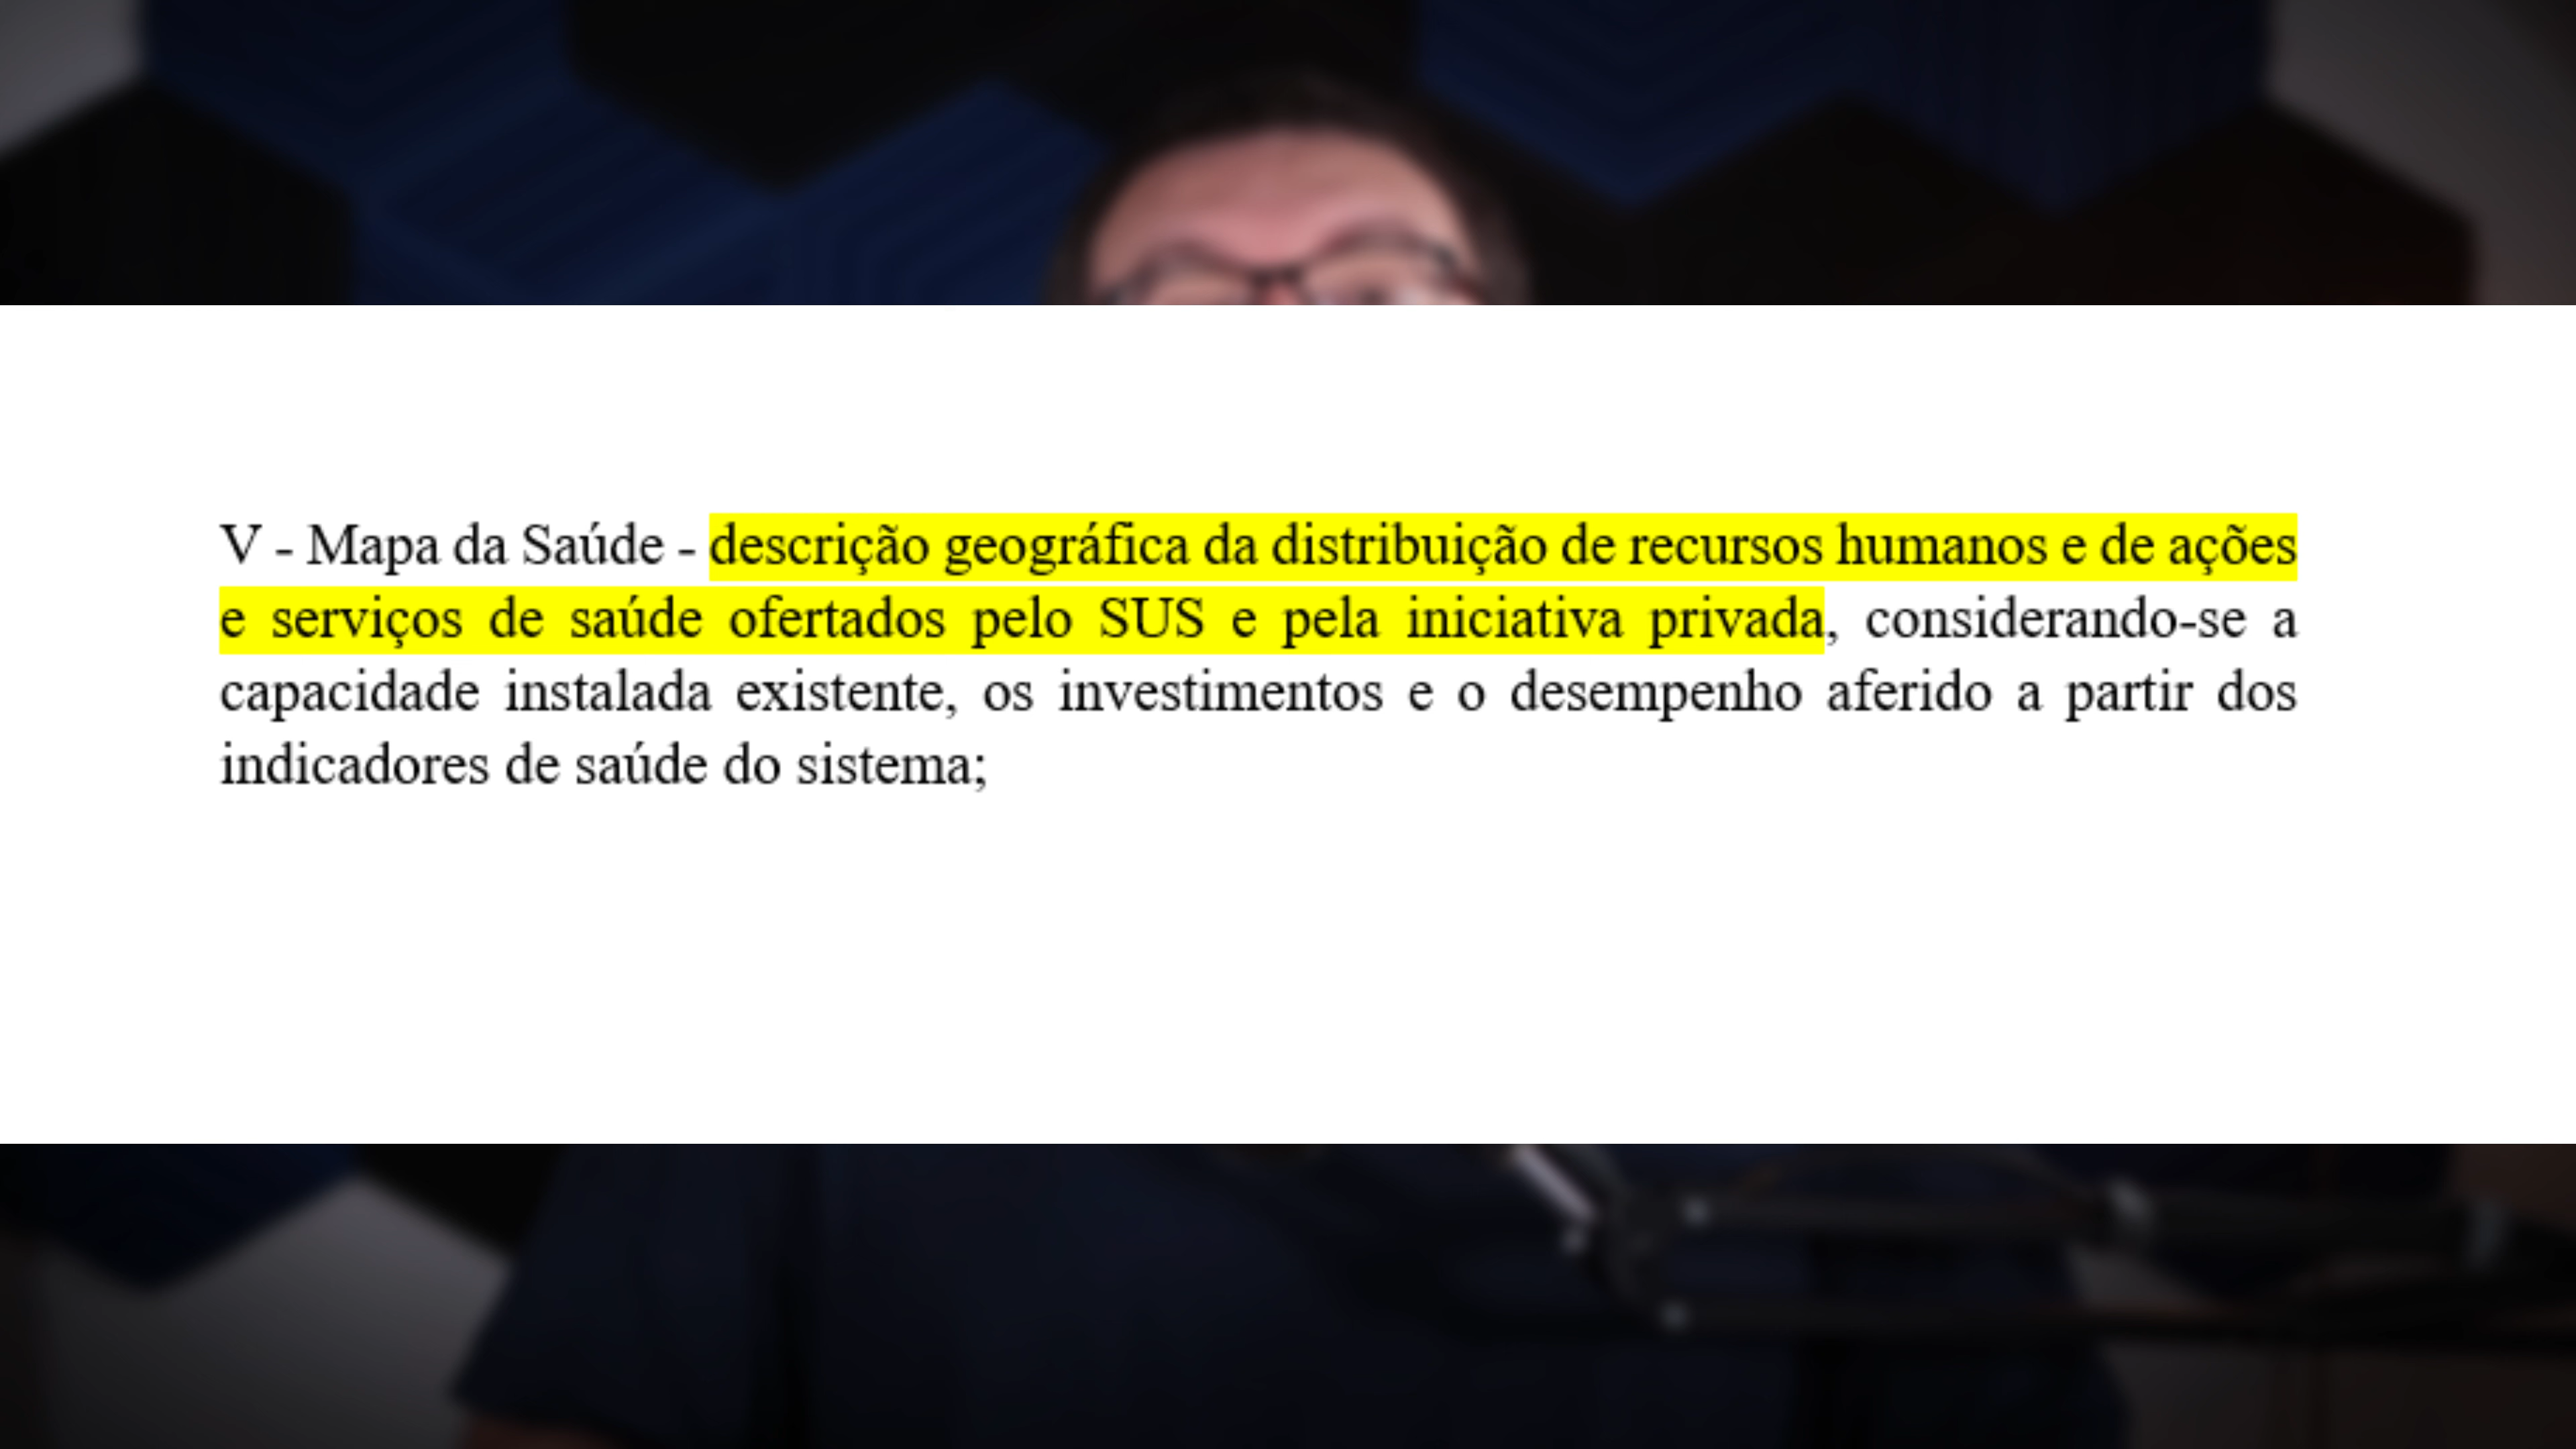 V - Mapa da Saúde - descrição geográfica da distribuição de recursos humanos e de ações
e serviços de saúde ofertados pelo SUS e pela iniciativa privada, considerando-se a
capacidade instalada existente, os investimentos e o desempenho aferido a partir dos
indicadores de saúde do sistema;